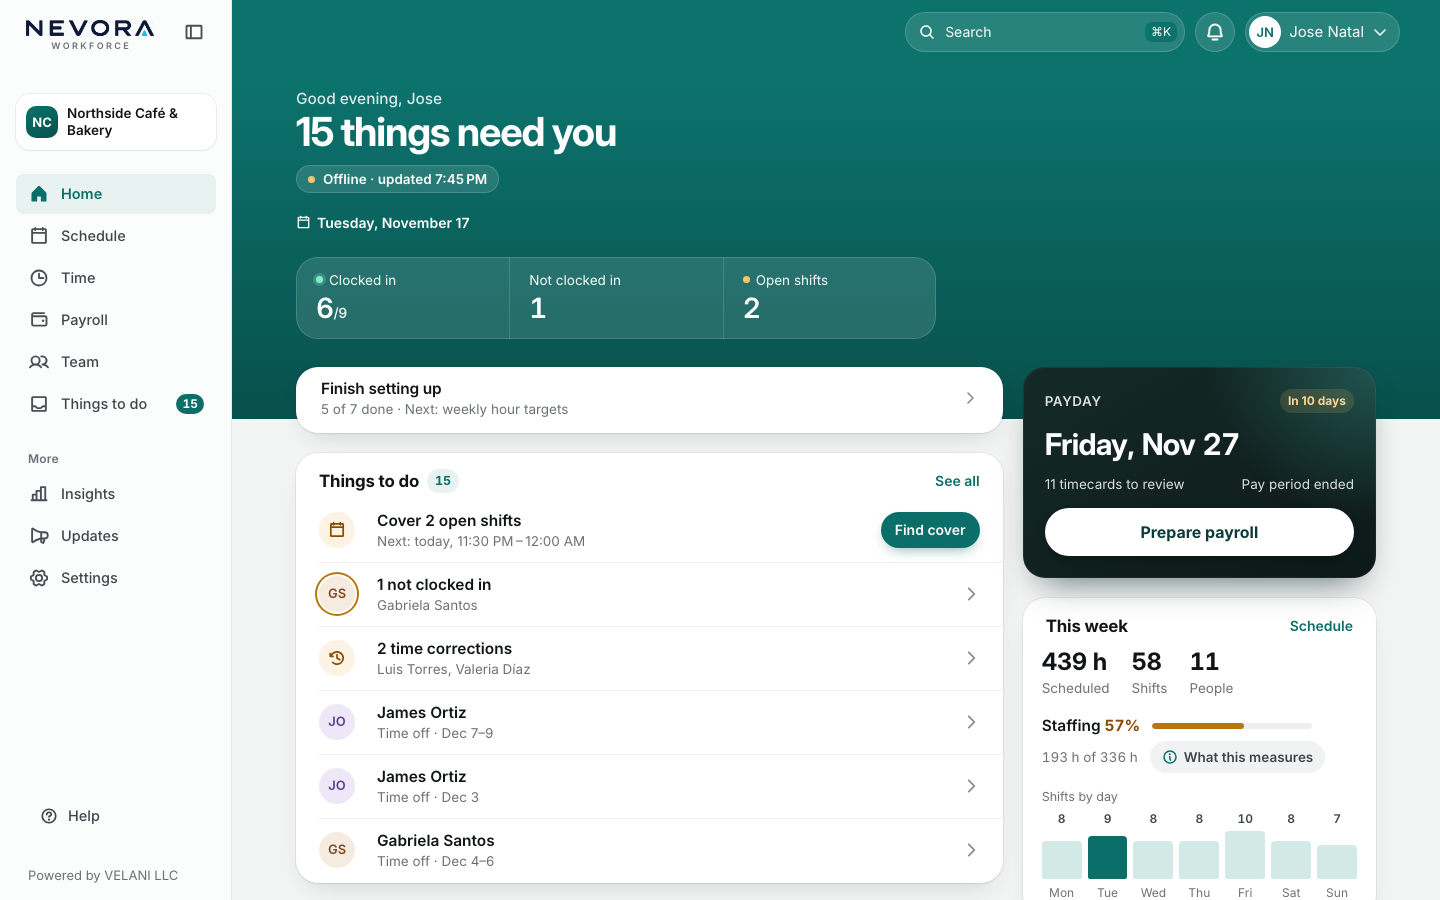 NEVORA
WORKFORCE
Northside Café &
Bakery
NC
Home
Schedule
Time
Payroll
Team
Things to do 15
More
Insights
Updates
Settings
Help
Powered by VELANI LLC
Search ⌘K
JN Jose Natal
Good evening, Jose
15 things need you
Offline · updated 7:45 PM
Tuesday, November 17
Clocked in
6/9
Not clocked in
1
Open shifts
2
Finish setting up
5 of 7 done · Next: weekly hour targets
Things to do 15
See all
Cover 2 open shifts
Next: today, 11:30 PM – 12:00 AM
Find cover
GS
1 not clocked in
Gabriela Santos
2 time corrections
Luis Torres, Valeria Díaz
JO
James Ortiz
Time off · Dec 7–9
JO
James Ortiz
Time off · Dec 3
GS
Gabriela Santos
Time off · Dec 4–6
PAYDAY
In 10 days
Friday, Nov 27
11 timecards to review
Pay period ended
Prepare payroll
This week
Schedule
439 h 58 11
Scheduled Shifts People
Staffing 57%
193 h of 336 h
What this measures
Shifts by day
8 9 8 8 10 8 7
Mon Tue Wed Thu Fri Sat Sun